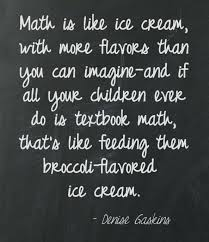 Math is like ice cream,
with more flavors than
you can imagine-and if
all your children ever
do is textbook math,
that's like feeding them
broccoli-flavored
ice cream.
- Denise Gaskins